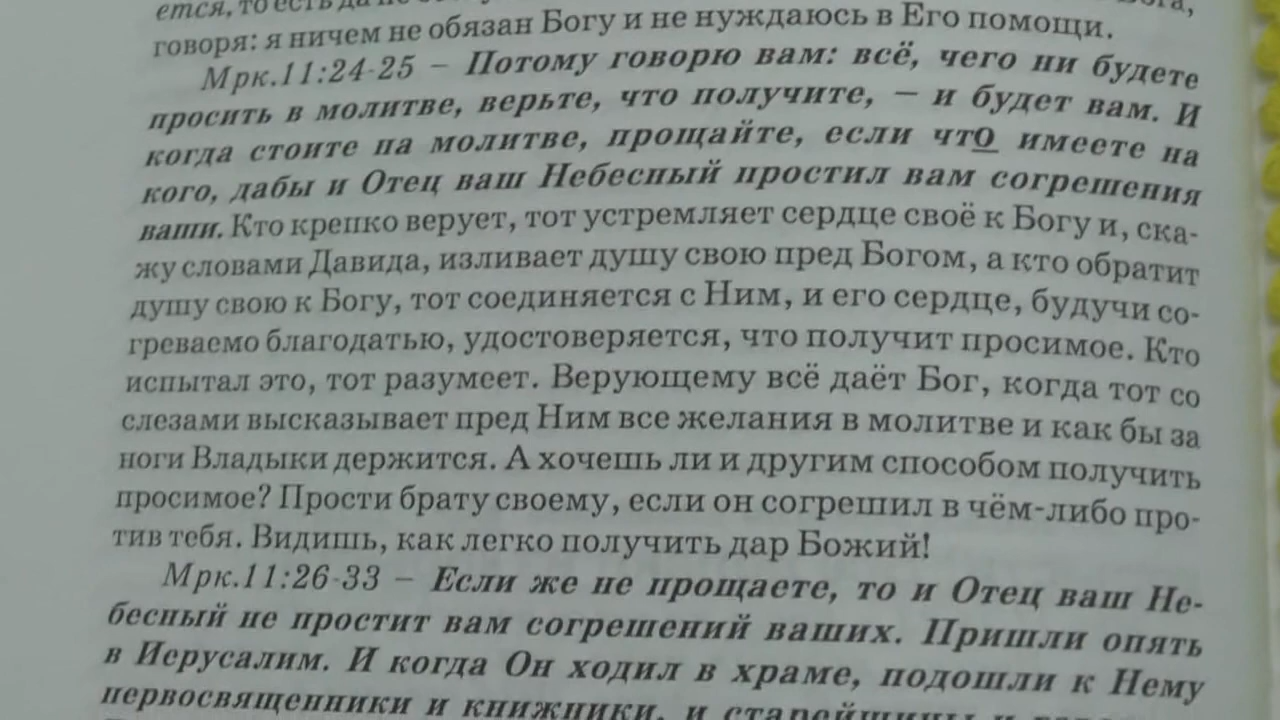 ется, то есть да не
говоря: я ничем не обязан Богу и не нуждаюсь в Его помощи.
Мрк.11:24-25 – Потому говорю вам: всё, чего ни будете
просить в молитве, верьте, что получите, – и будет вам. И
когда стоите на молитве, прощайте, если что имеете на
кого, дабы и Отец ваш Небесный простил вам согрешения
ваши. Кто крепко верует, тот устремляет сердце своё к Богу и, ска-
жу словами Давида, изливает душу свою пред Богом, а кто обратит
душу свою к Богу, тот соединяется с Ним, и его сердце, будучи со-
греваемо благодатью, удостоверяется, что получит просимое. Кто
испытал это, тот разумеет. Верующему всё даёт Бог, когда тот со
слезами высказывает пред Ним все желания в молитве и как бы за
ноги Владыки держится. А хочешь ли и другим способом получить
просимое? Прости брату своему, если он согрешил в чём-либо про-
тив тебя. Видишь, как легко получить дар Божий!
Мрк.11:26-33 – Если же не прощаете, то и Отец ваш Не-
бесный не простит вам согрешений ваших. Пришли опять
в Иерусалим. И когда Он ходил в храме, подошли к Нему
первосвященники и книжники, и старейшины и